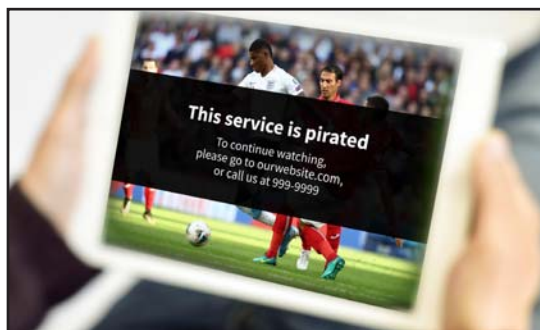 This service is pirated
To continue watching,
please go to ourwebsite.com,
or call us at 999-9999